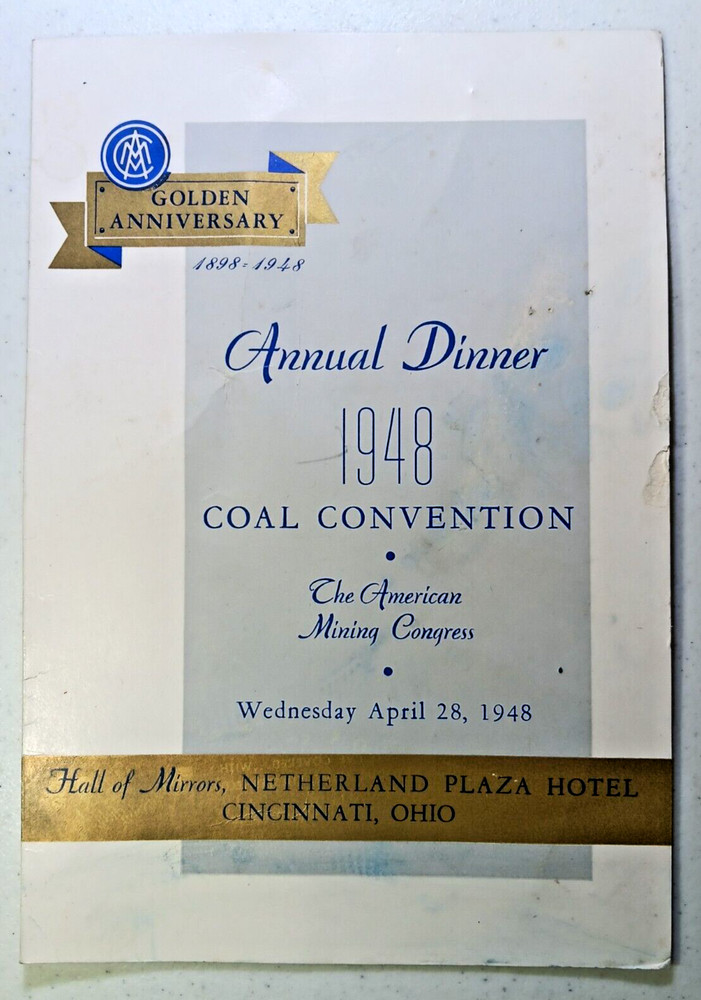 AMC
GOLDEN
ANNIVERSARY
1898-1948
Annual Dinner
1948
COAL CONVENTION
•
The American
Mining Congress
•
Wednesday April 28, 1948
Hall of Mirrors, NETHERLAND PLAZA HOTEL
CINCINNATI, OHIO